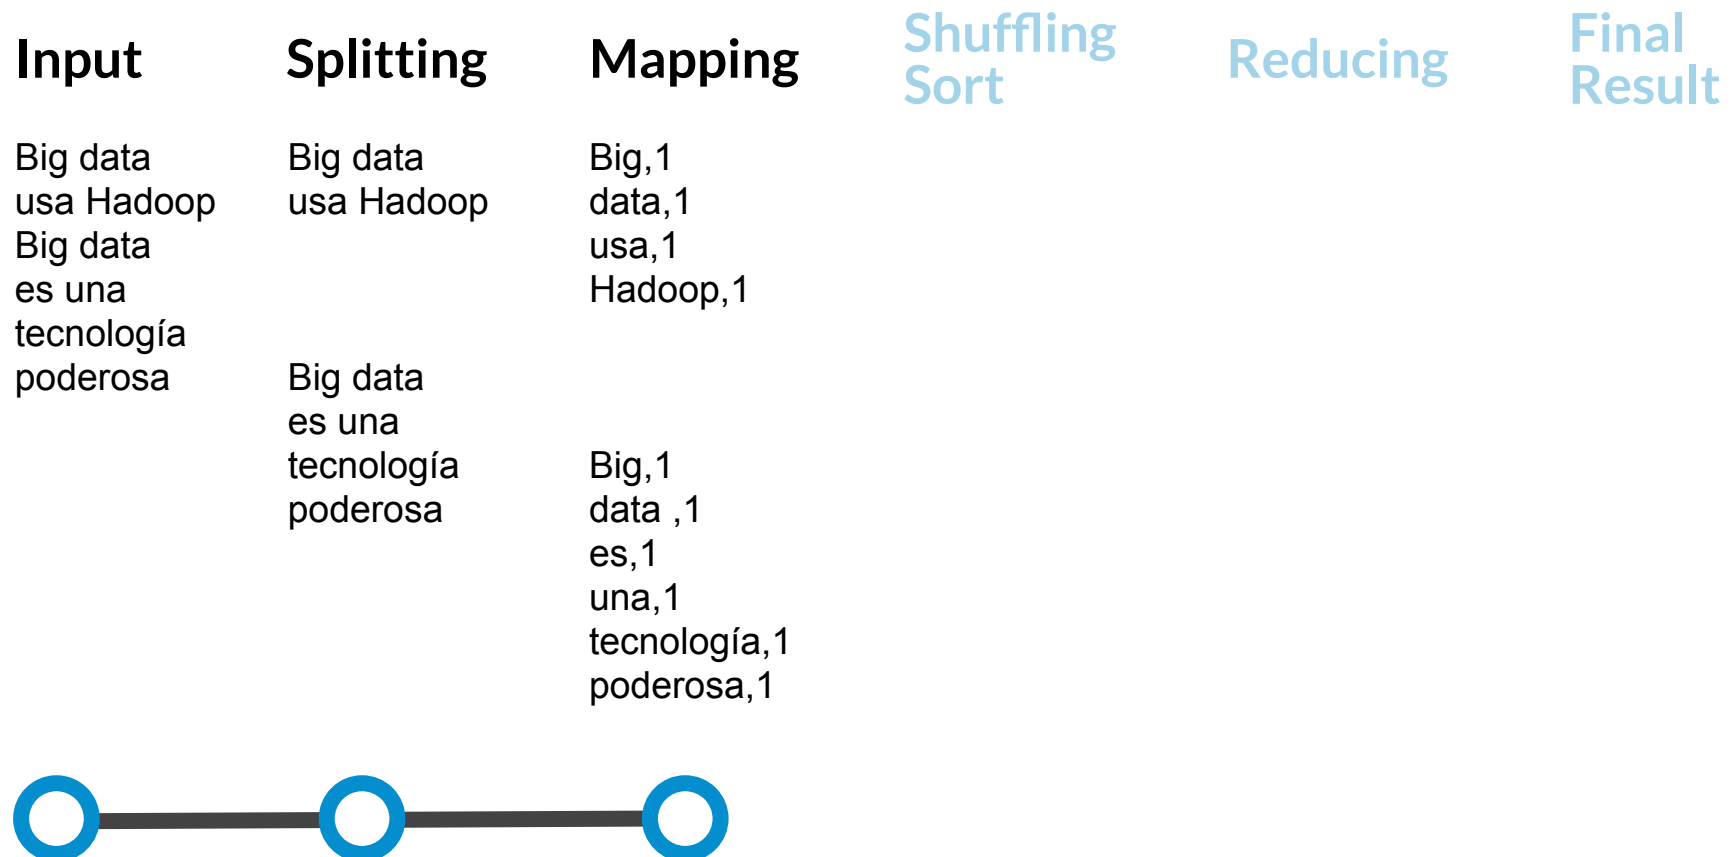 Input
Splitting
Mapping
Shuffling
Sort
Reducing
Final
Result
Big data
usa Hadoop
Big data
es una
tecnología
poderosa
Big data
usa Hadoop
Big data
es una
tecnología
poderosa
Big,1
data,1
usa,1
Hadoop,1
Big,1
data ,1
es,1
una,1
tecnología,1
poderosa,1